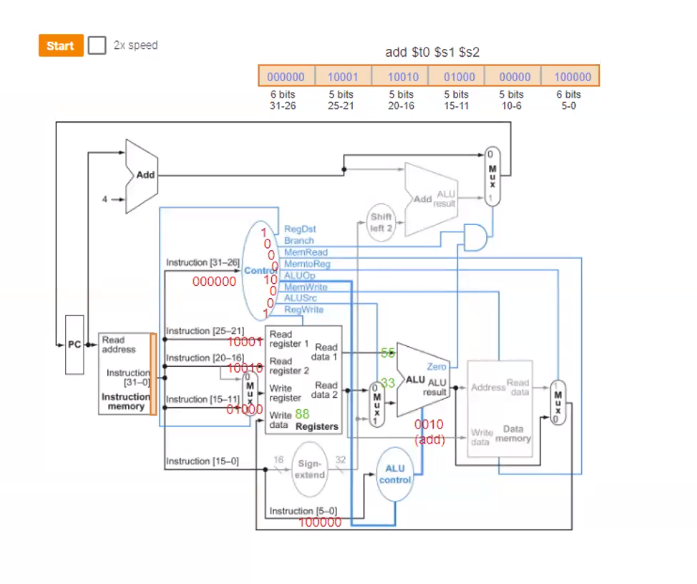 Start
2x speed
add $t0 $s1 $s2
000000 10001 10010 01000 00000 100000
6 bits 5 bits 5 bits 5 bits 5 bits 6 bits
31-26 25-21 20-16 15-11 10-6 5-0
0
M
u
x
1
Add
4
Add ALU
result
Shift
left 2
1 RegDst
0 Branch
0 MemRead
0 MemtoReg
10 ALUOp
0 MemWrite
0 ALUSrc
1 RegWrite
Control
Instruction [31–26]
000000
PC
Read
address
Instruction
[31–0]
Instruction
memory
Instruction [25–21]
10001
Instruction [20–16]
10010
Instruction [15–11]
01000
0
M
u
x
Read
register 1
Read
register 2
Write
register
Write
data
88
Read
data 1
Read
data 2
Registers
55
33
0
M
u
x
1
Zero
ALU ALU
result
0010
(add)
Address
Read
data
Write
data
Data
memory
1
M
u
x
0
Instruction [15–0]
16
Sign-
extend
32
ALU
control
Instruction [5–0]
100000